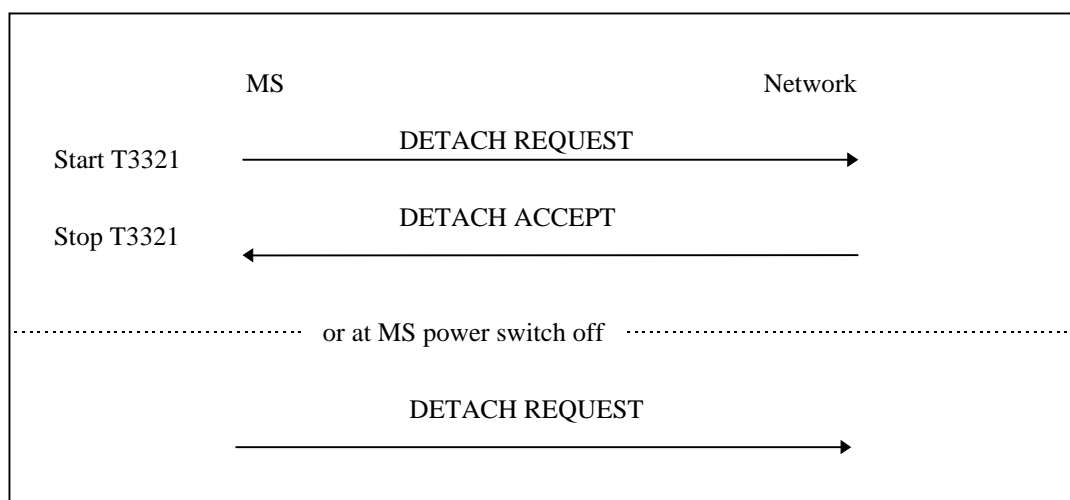 MS Network
Start T3321 DETACH REQUEST
Stop T3321 DETACH ACCEPT
or at MS power switch off
DETACH REQUEST